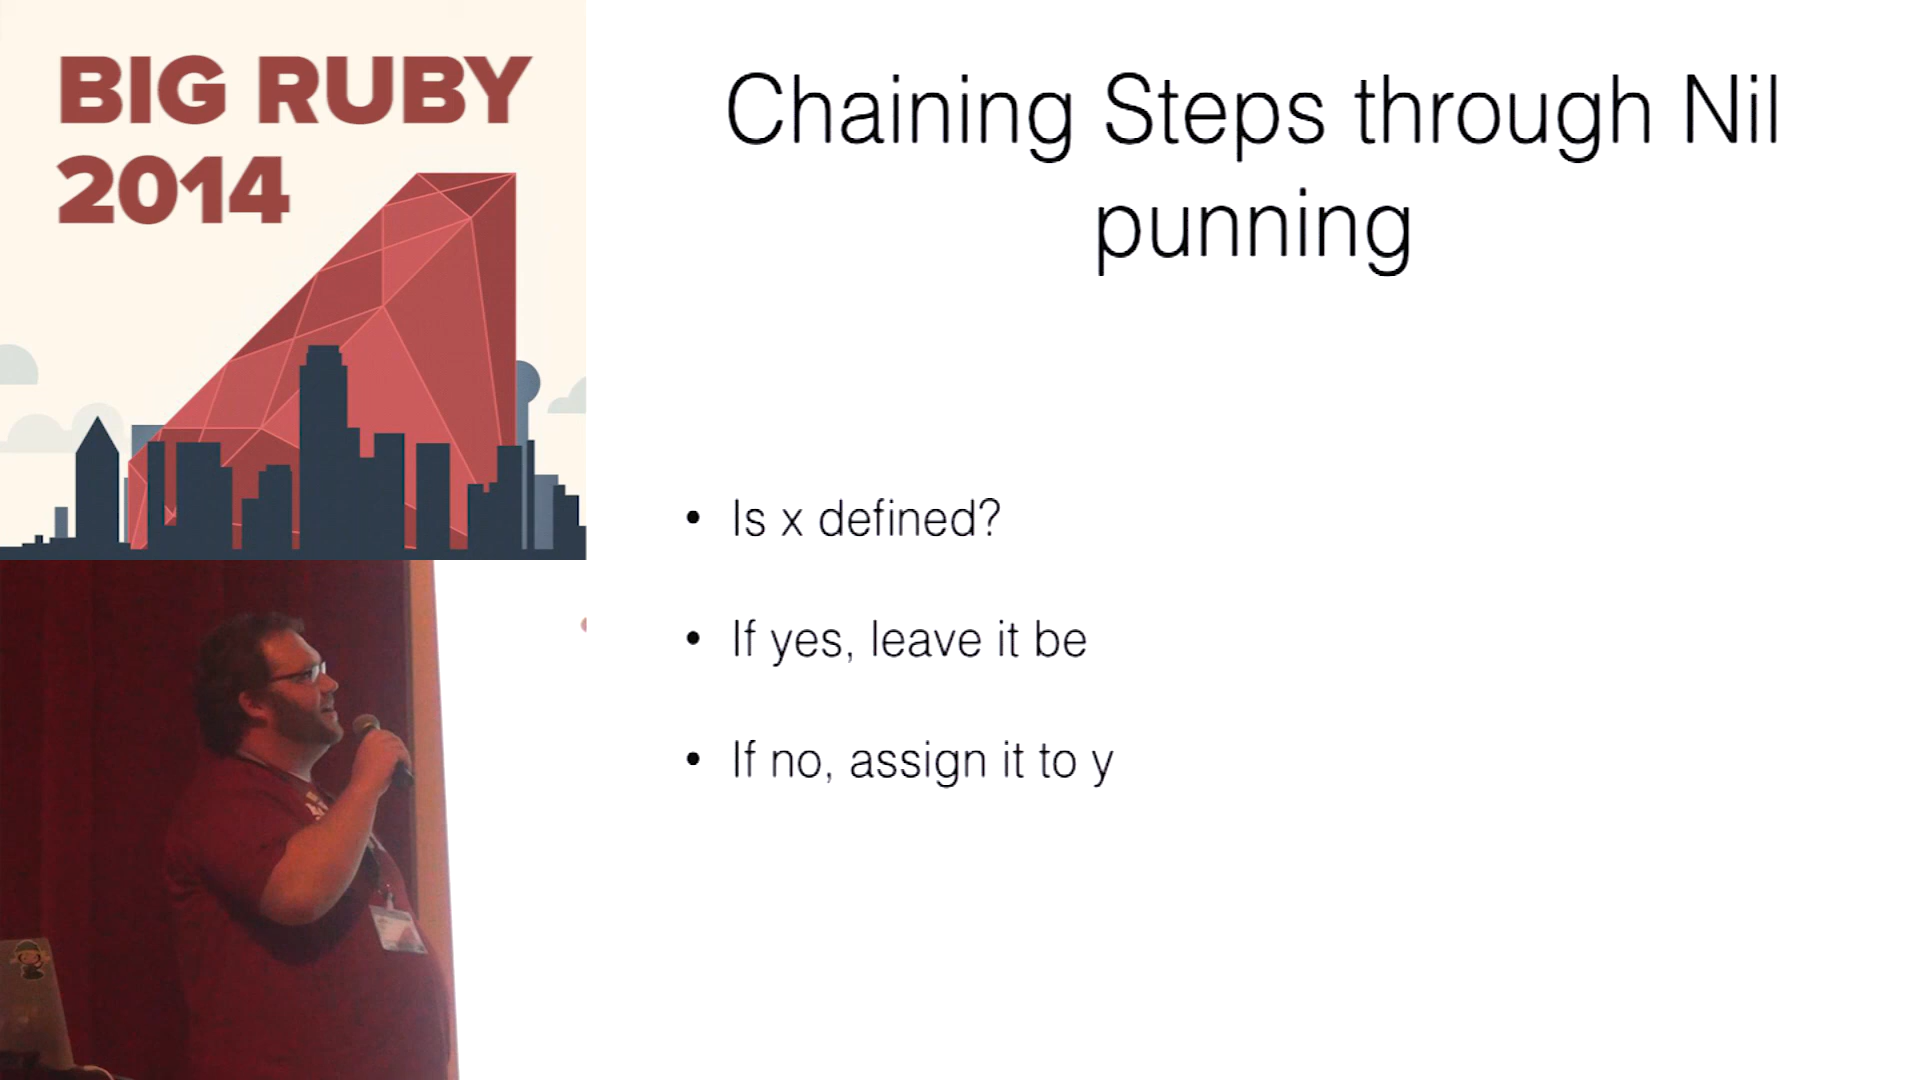 BIG RUBY
2014
Chaining Steps through Nil
punning
• Is x defined?
• If yes, leave it be
• If no, assign it to y